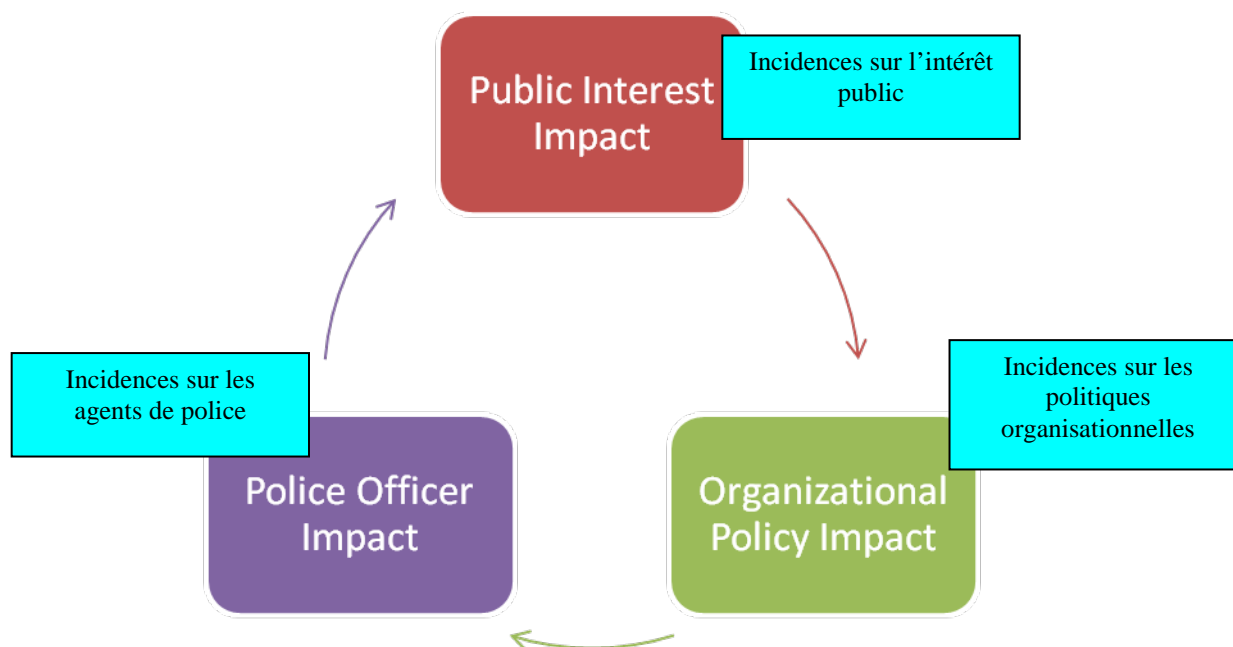 Public Interest
Impact
Incidences sur l’intérêt
public
Incidences sur les
agents de police
Incidences sur les
politiques
organisationnelles
Police Officer
Impact
Organizational
Policy Impact